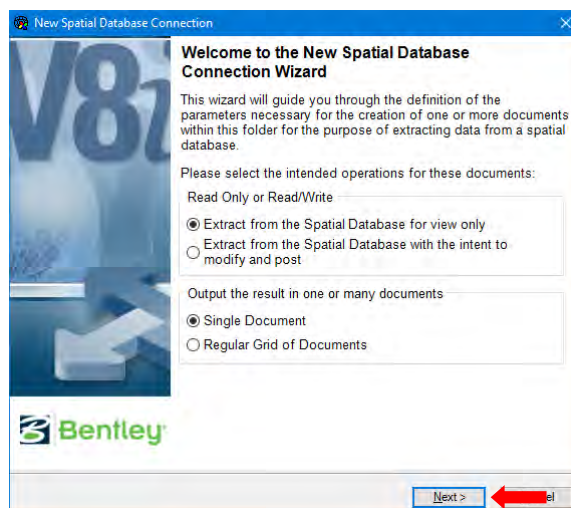 New Spatial Database Connection
V8i
Welcome to the New Spatial Database
Connection Wizard
This wizard will guide you through the definition of the
parameters necessary for the creation of one or more documents
within this folder for the purpose of extracting data from a spatial
database.
Please select the intended operations for these documents:
Read Only or Read/Write
Extract from the Spatial Database for view only
Extract from the Spatial Database with the intent to
modify and post
Output the result in one or many documents
Single Document
Regular Grid of Documents
Bentley
Next >